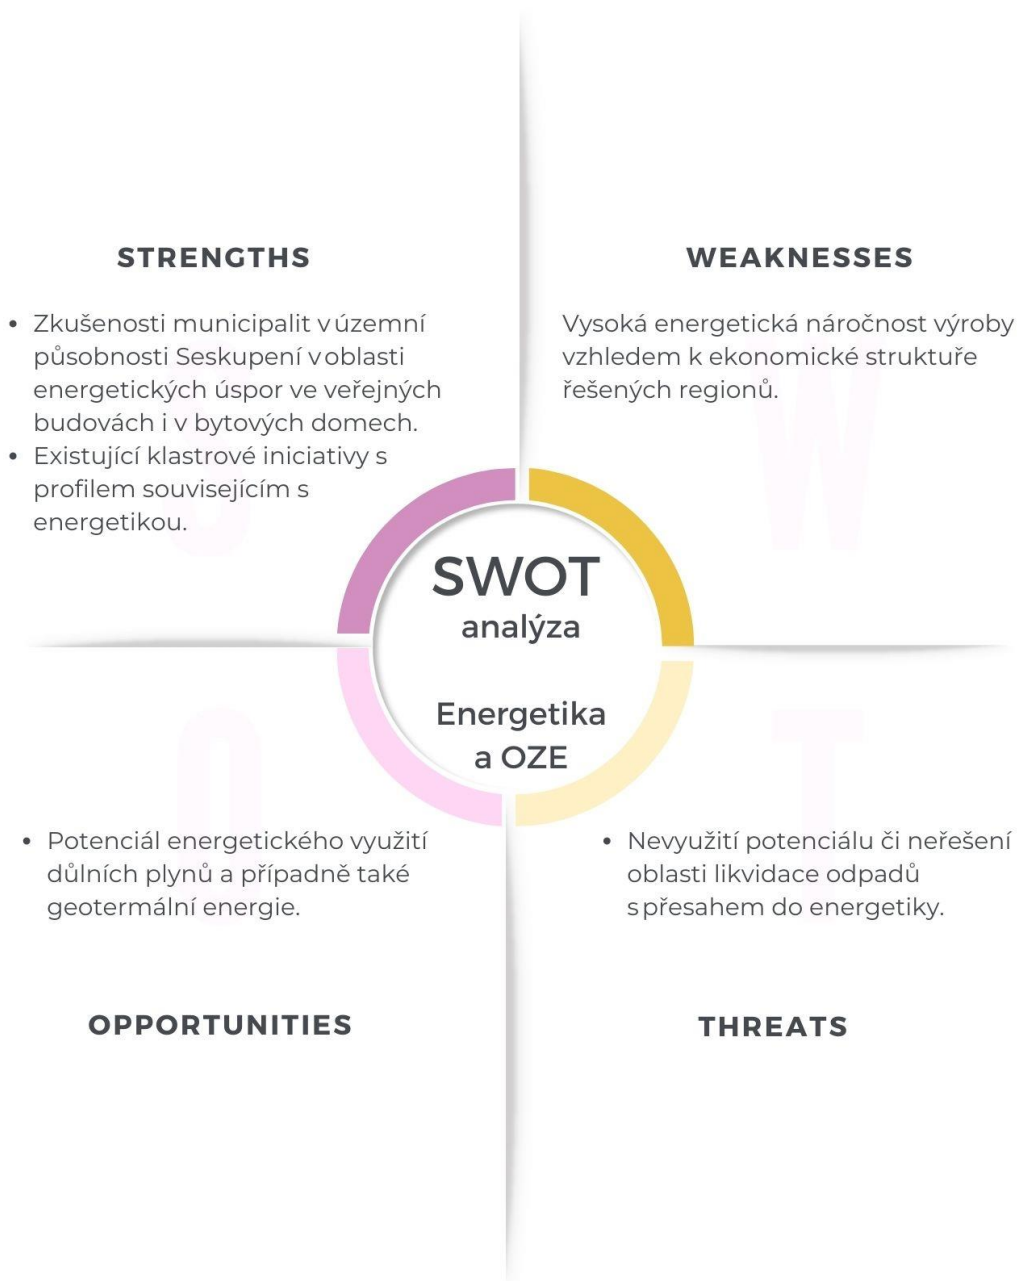 STRENGTHS
• Zkušenosti municipalit v územní
působnosti Seskupení v oblasti
energetických úspor ve veřejných
budovách i v bytových domech.
• Existující klastrové iniciativy s
profilem souvisejícím s
energetikou.
WEAKNESSES
Vysoká energetická náročnost výroby
vzhledem k ekonomické struktuře
řešených regionů.
SWOT
analýza
Energetika
a OZE
• Potenciál energetického využití
důlních plynů a případně také
geotermální energie.
OPPORTUNITIES
• Nevyužití potenciálu či neřešení
oblasti likvidace odpadů
s přesahem do energetiky.
THREATS
S
W
O
T